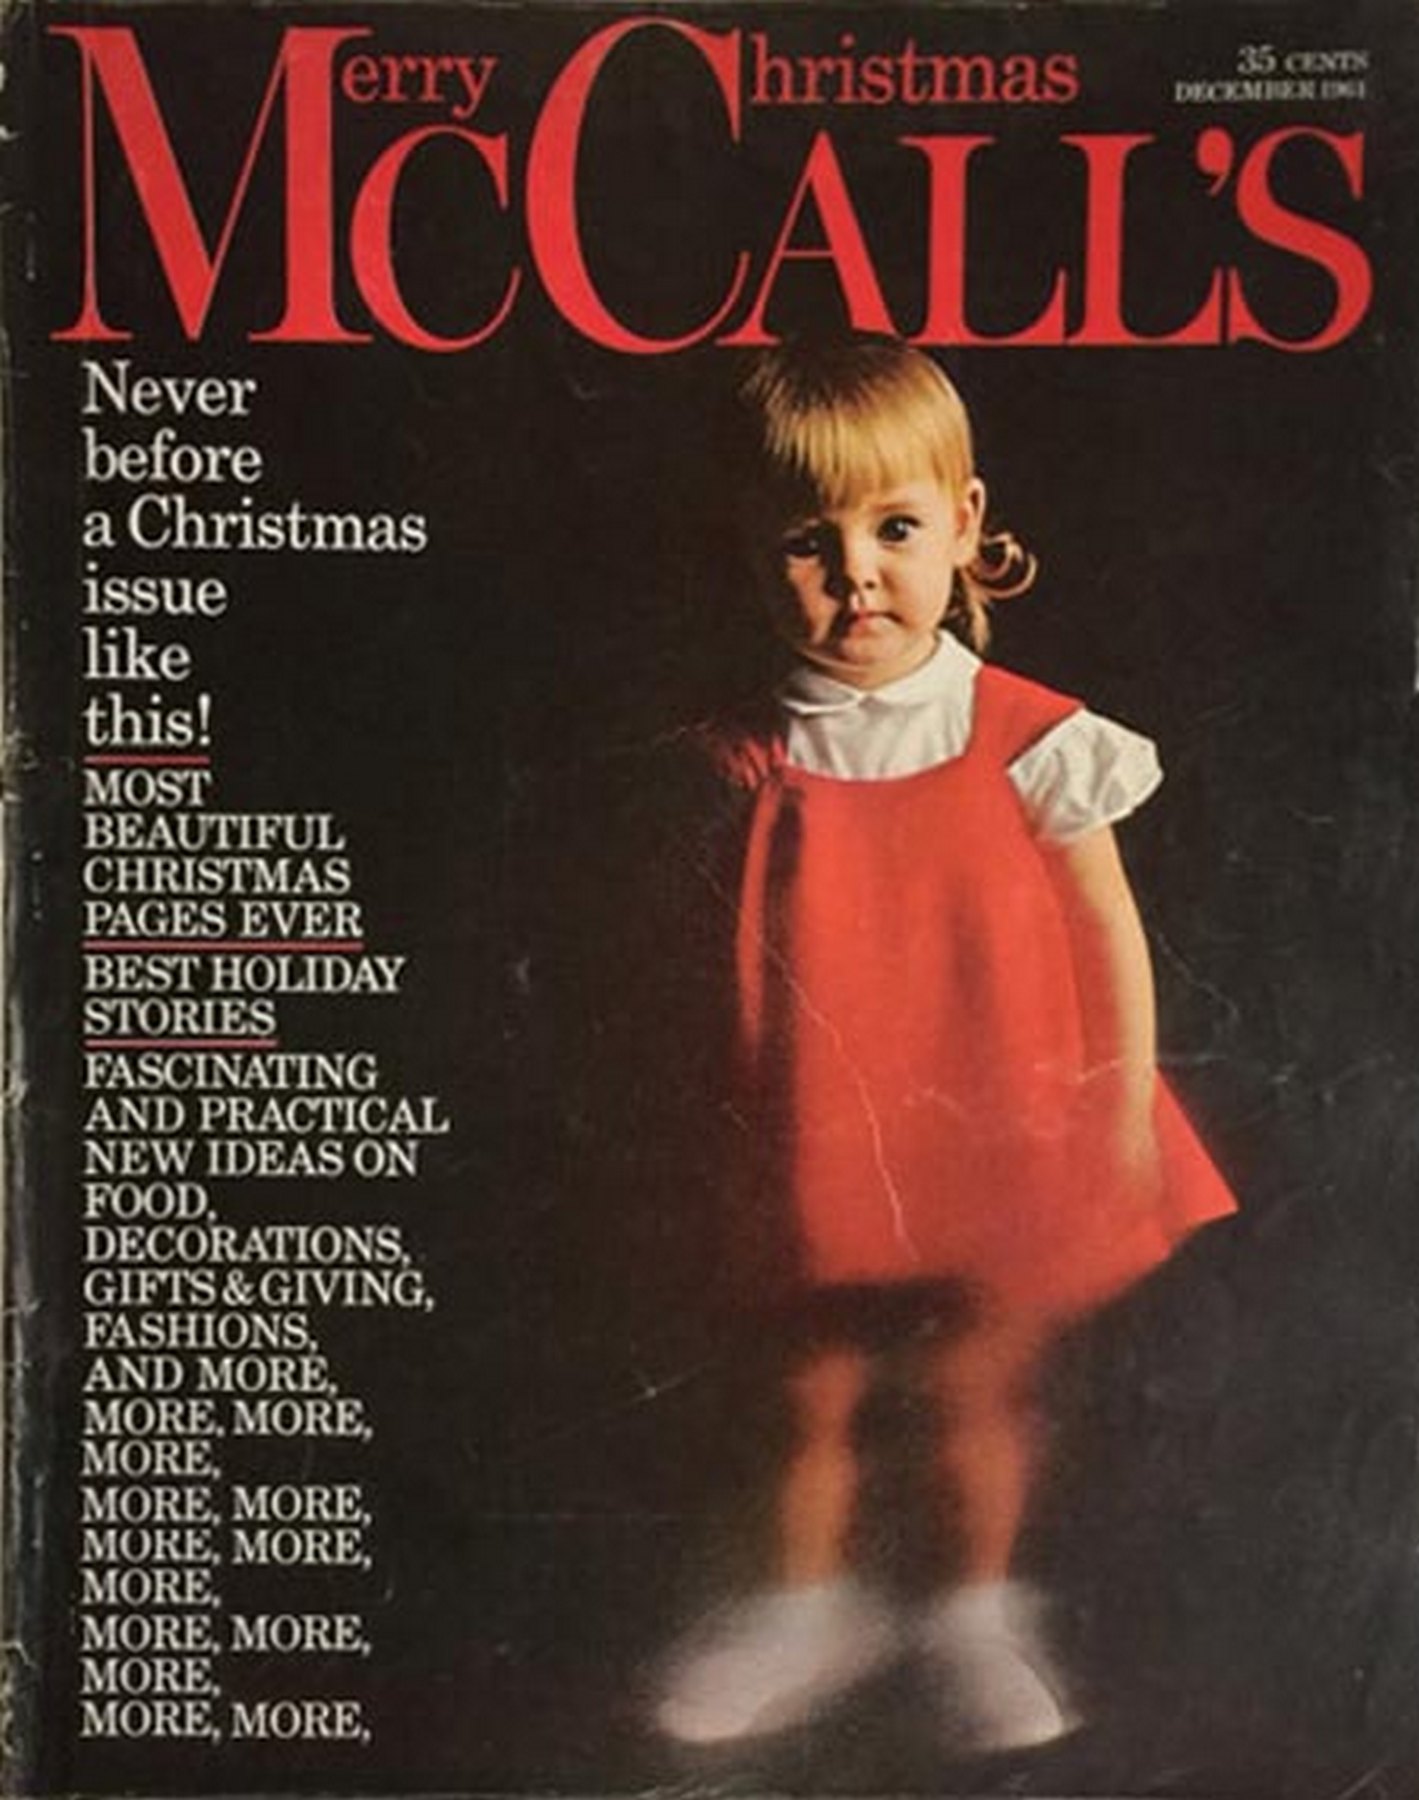 Merry Christmas
McCALL'S
35 CENTS
DECEMBER 1961
Never
before
a Christmas
issue
like
this!
MOST
BEAUTIFUL
CHRISTMAS
PAGES EVER
BEST HOLIDAY
STORIES
FASCINATING
AND PRACTICAL
NEW IDEAS ON
FOOD,
DECORATIONS,
GIFTS & GIVING,
FASHIONS,
AND MORE,
MORE, MORE,
MORE,
MORE, MORE,
MORE, MORE,
MORE,
MORE, MORE,
MORE,
MORE, MORE,